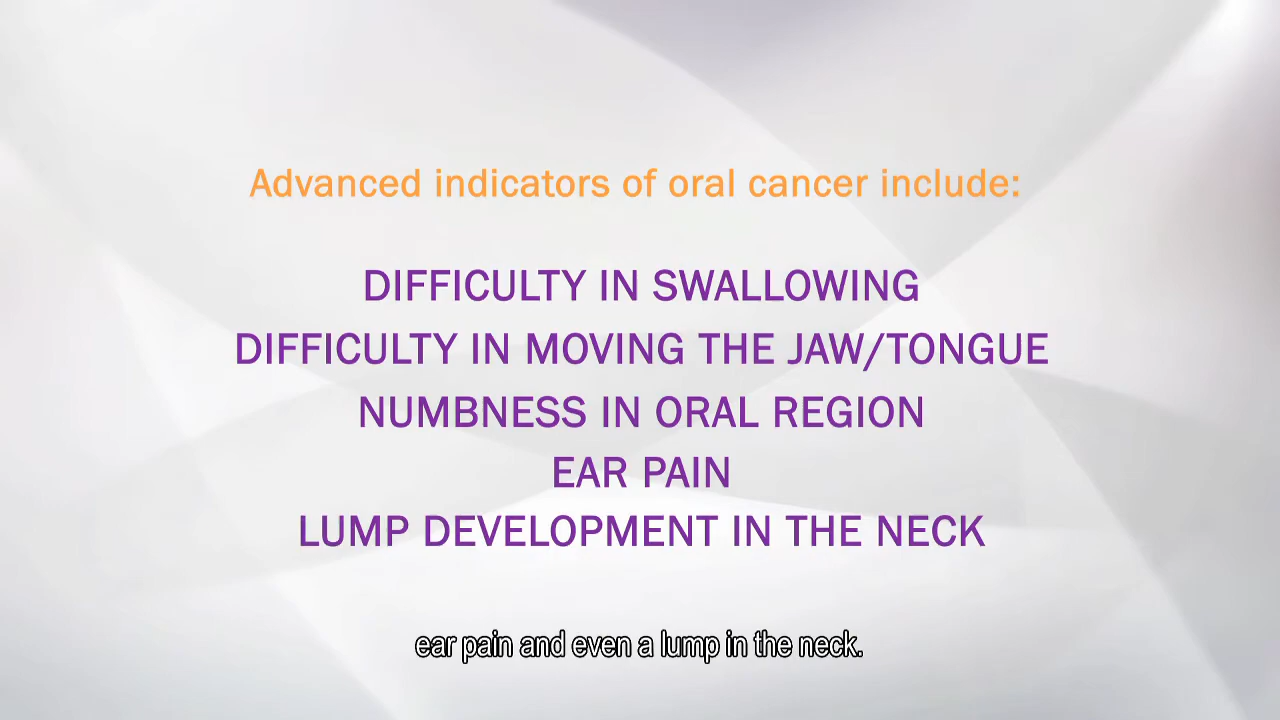 Advanced indicators of oral cancer include:
DIFFICULTY IN SWALLOWING
DIFFICULTY IN MOVING THE JAW/TONGUE
NUMBNESS IN ORAL REGION
EAR PAIN
LUMP DEVELOPMENT IN THE NECK
ear pain and even a lump in the neck.